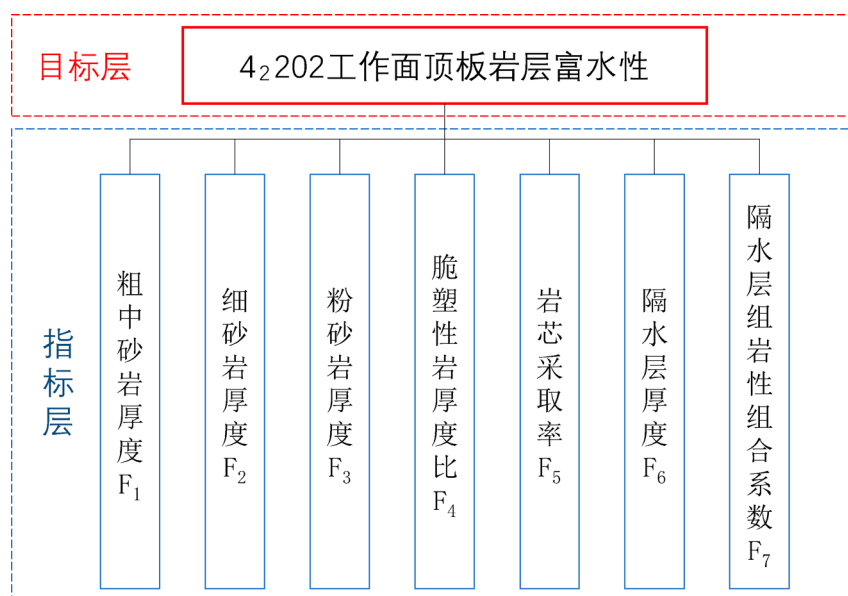 目标层
4₂202工作面顶板岩层富水性
指标层
粗中砂岩厚度F₁
细砂岩厚度F₂
粉砂岩厚度F₃
脆塑性岩厚度比F₄
岩芯采取率F₅
隔水层厚度F₆
隔水层组岩性组合系数F₇